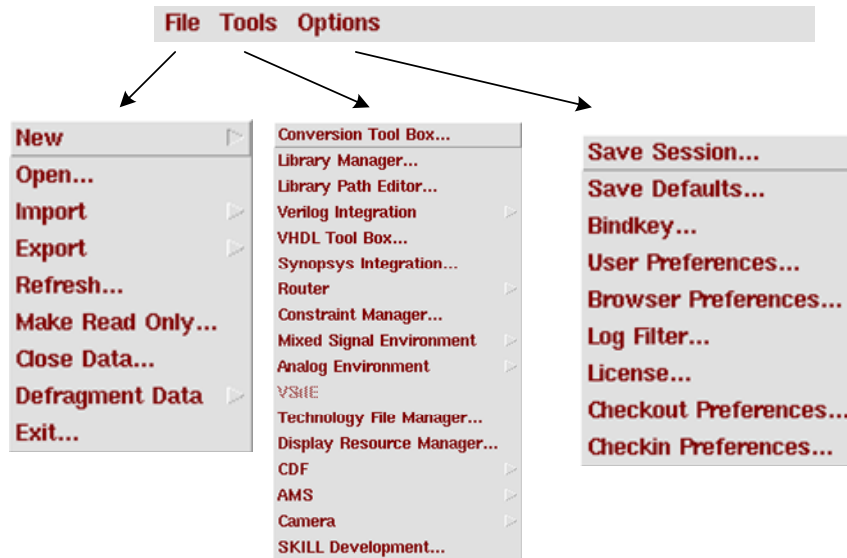 File Tools Options
New
Open...
Import
Export
Refresh...
Make Read Only...
Close Data...
Defragment Data
Exit...
Conversion Tool Box...
Library Manager...
Library Path Editor...
Verilog Integration
VHDL Tool Box...
Synopsys Integration...
Router
Constraint Manager...
Mixed Signal Environment
Analog Environment
VSdE
Technology File Manager...
Display Resource Manager...
CDF
AMS
Camera
SKILL Development...
Save Session...
Save Defaults...
Bindkey...
User Preferences...
Browser Preferences...
Log Filter...
License...
Checkout Preferences...
Checkin Preferences...